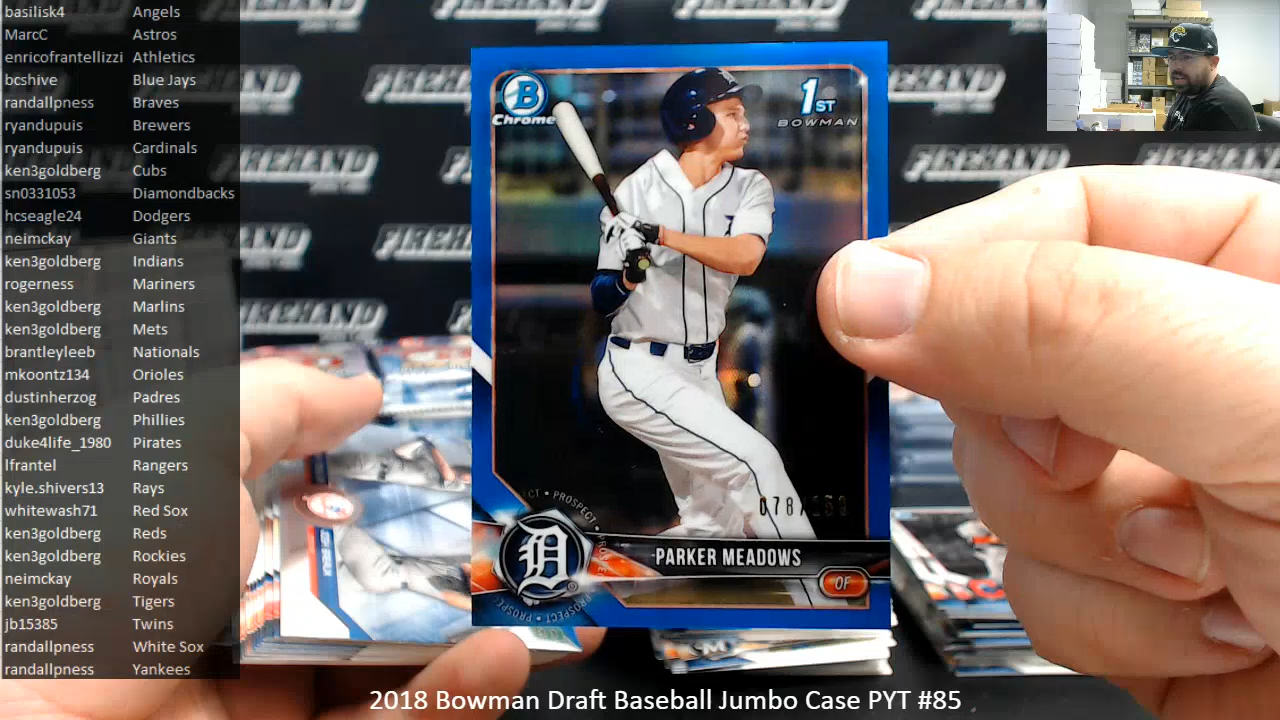 basilisk4 Angels
MarcC Astros
enricofrantellizzi Athletics
bcshive Blue Jays
randallpness Braves
ryandupuis Brewers
ryandupuis Cardinals
ken3goldberg Cubs
sn0331053 Diamondbacks
hcseagle24 Dodgers
neimckay Giants
ken3goldberg Indians
rogerness Mariners
ken3goldberg Marlins
ken3goldberg Mets
brantleyleeb Nationals
mkoontz134 Orioles
dustinherzog Padres
ken3goldberg Phillies
duke4life_1980 Pirates
lfrantel Rangers
kyle.shivers13 Rays
whitewash71 Red Sox
ken3goldberg Reds
ken3goldberg Rockies
neimckay Royals
ken3goldberg Tigers
jb15385 Twins
randallpness White Sox
randallpness Yankees
FIREHAND
B
Chrome
1ST
BOWMAN
PROSPECT
078/150
D
PARKER MEADOWS
OF
2018 Bowman Draft Baseball Jumbo Case PYT #85